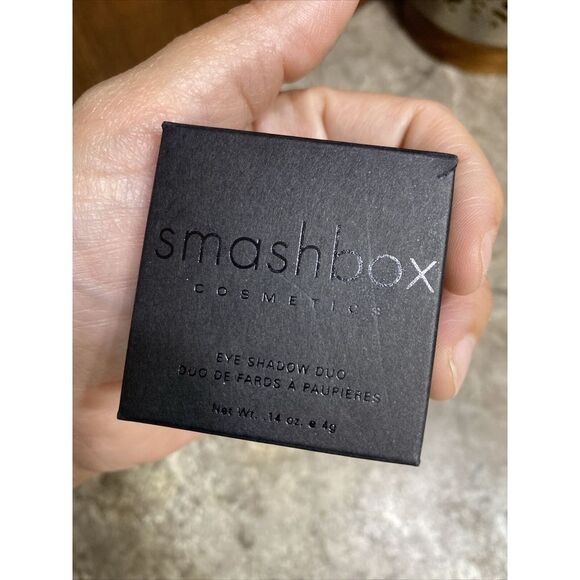 smashbox
COSMETICS
EYE SHADOW DUO
DUO DE FARDS À PAUPIÈRES
Net Wt. .14 oz. e 4g